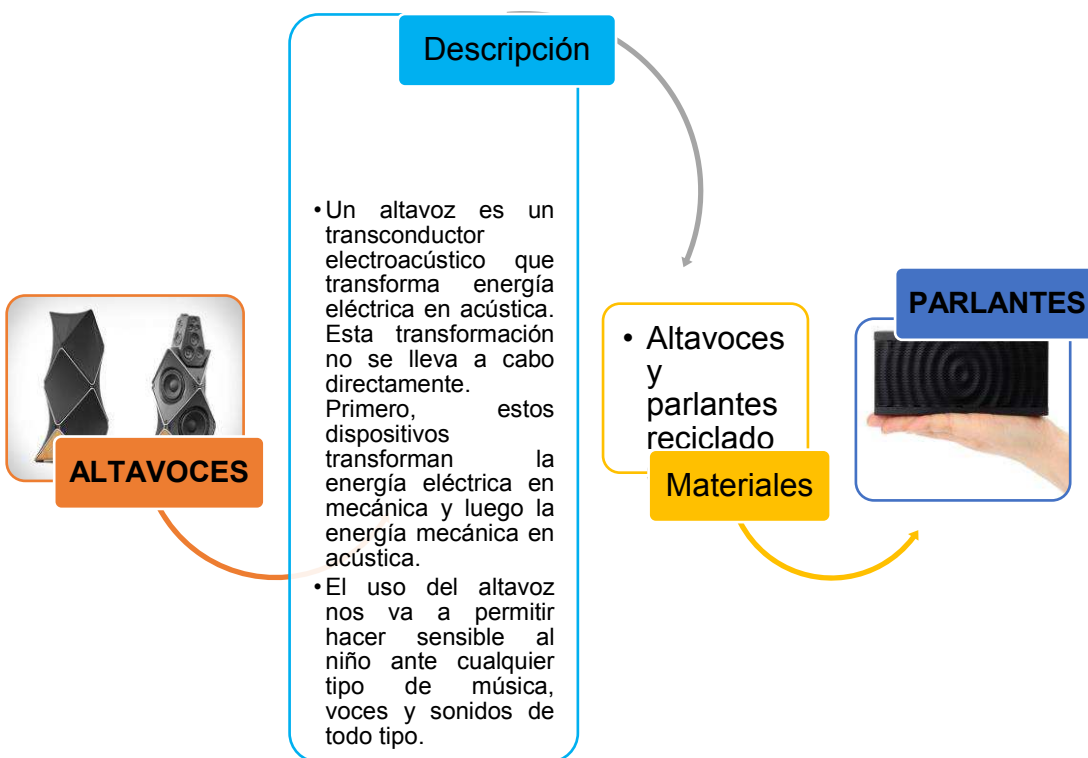 Descripción
• Un altavoz es un
transconductor
electroacústico que
transforma energía
eléctrica en acústica.
Esta transformación
no se lleva a cabo
directamente.
Primero, estos
dispositivos
transforman la
energía eléctrica en
mecánica y luego la
energía mecánica en
acústica.
• El uso del altavoz
nos va a permitir
hacer sensible al
niño ante cualquier
tipo de música,
voces y sonidos de
todo tipo.
ALTAVOCES
• Altavoces
y
parlantes
reciclado
Materiales
PARLANTES